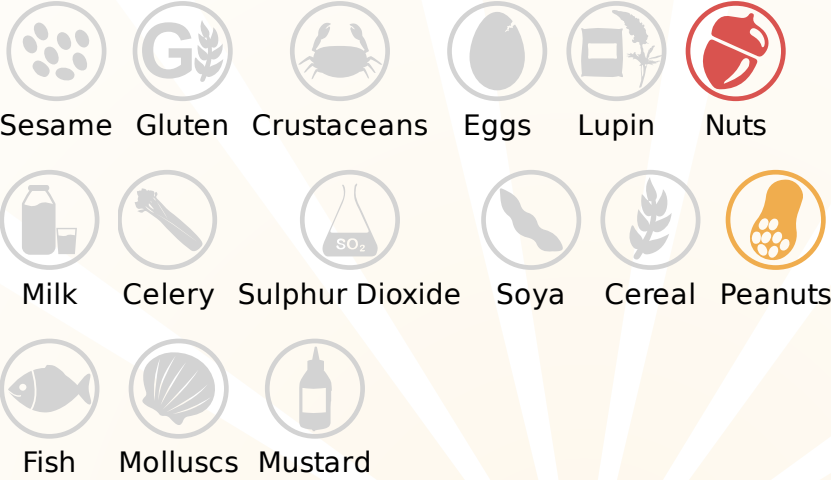 G
Sesame Gluten Crustaceans Eggs Lupin Nuts
SO₂
Milk Celery Sulphur Dioxide Soya Cereal Peanuts
Fish Molluscs Mustard